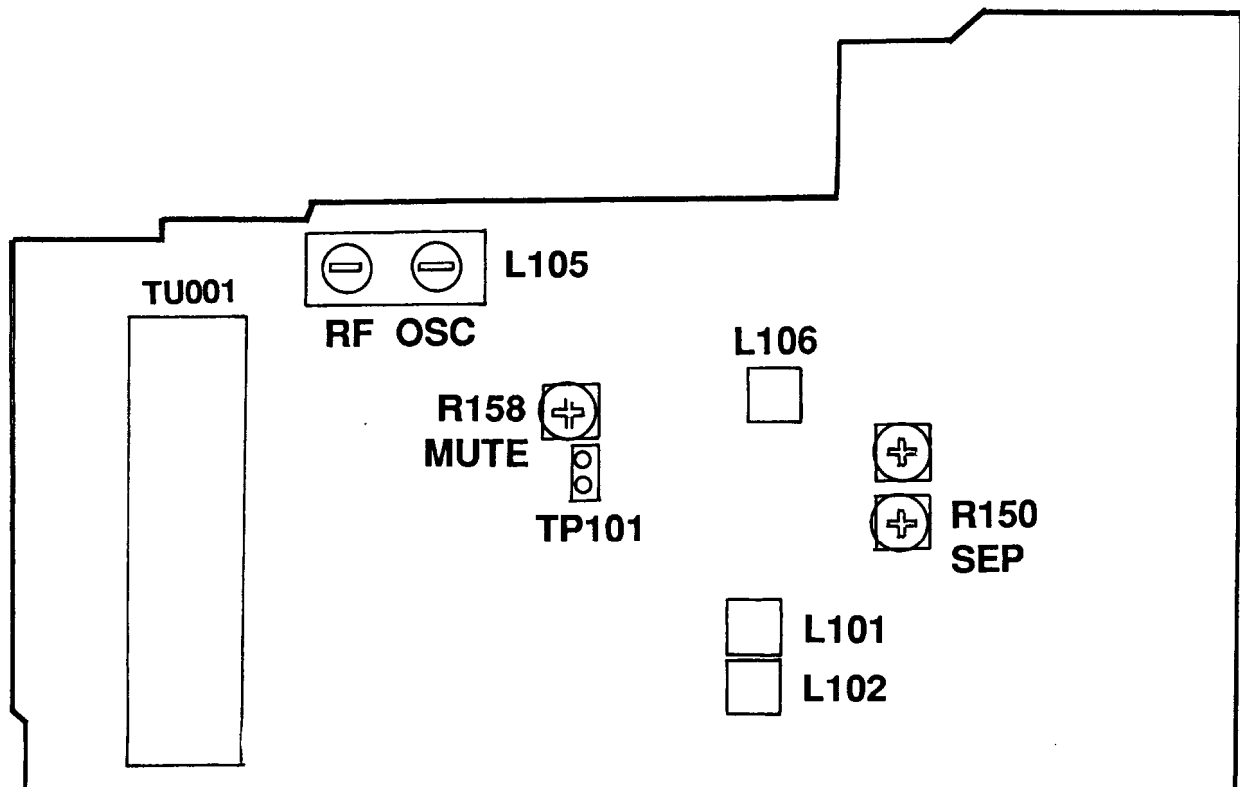 L105
TU001
RF OSC
L106
R158
MUTE
TP101
R150
SEP
L101
L102